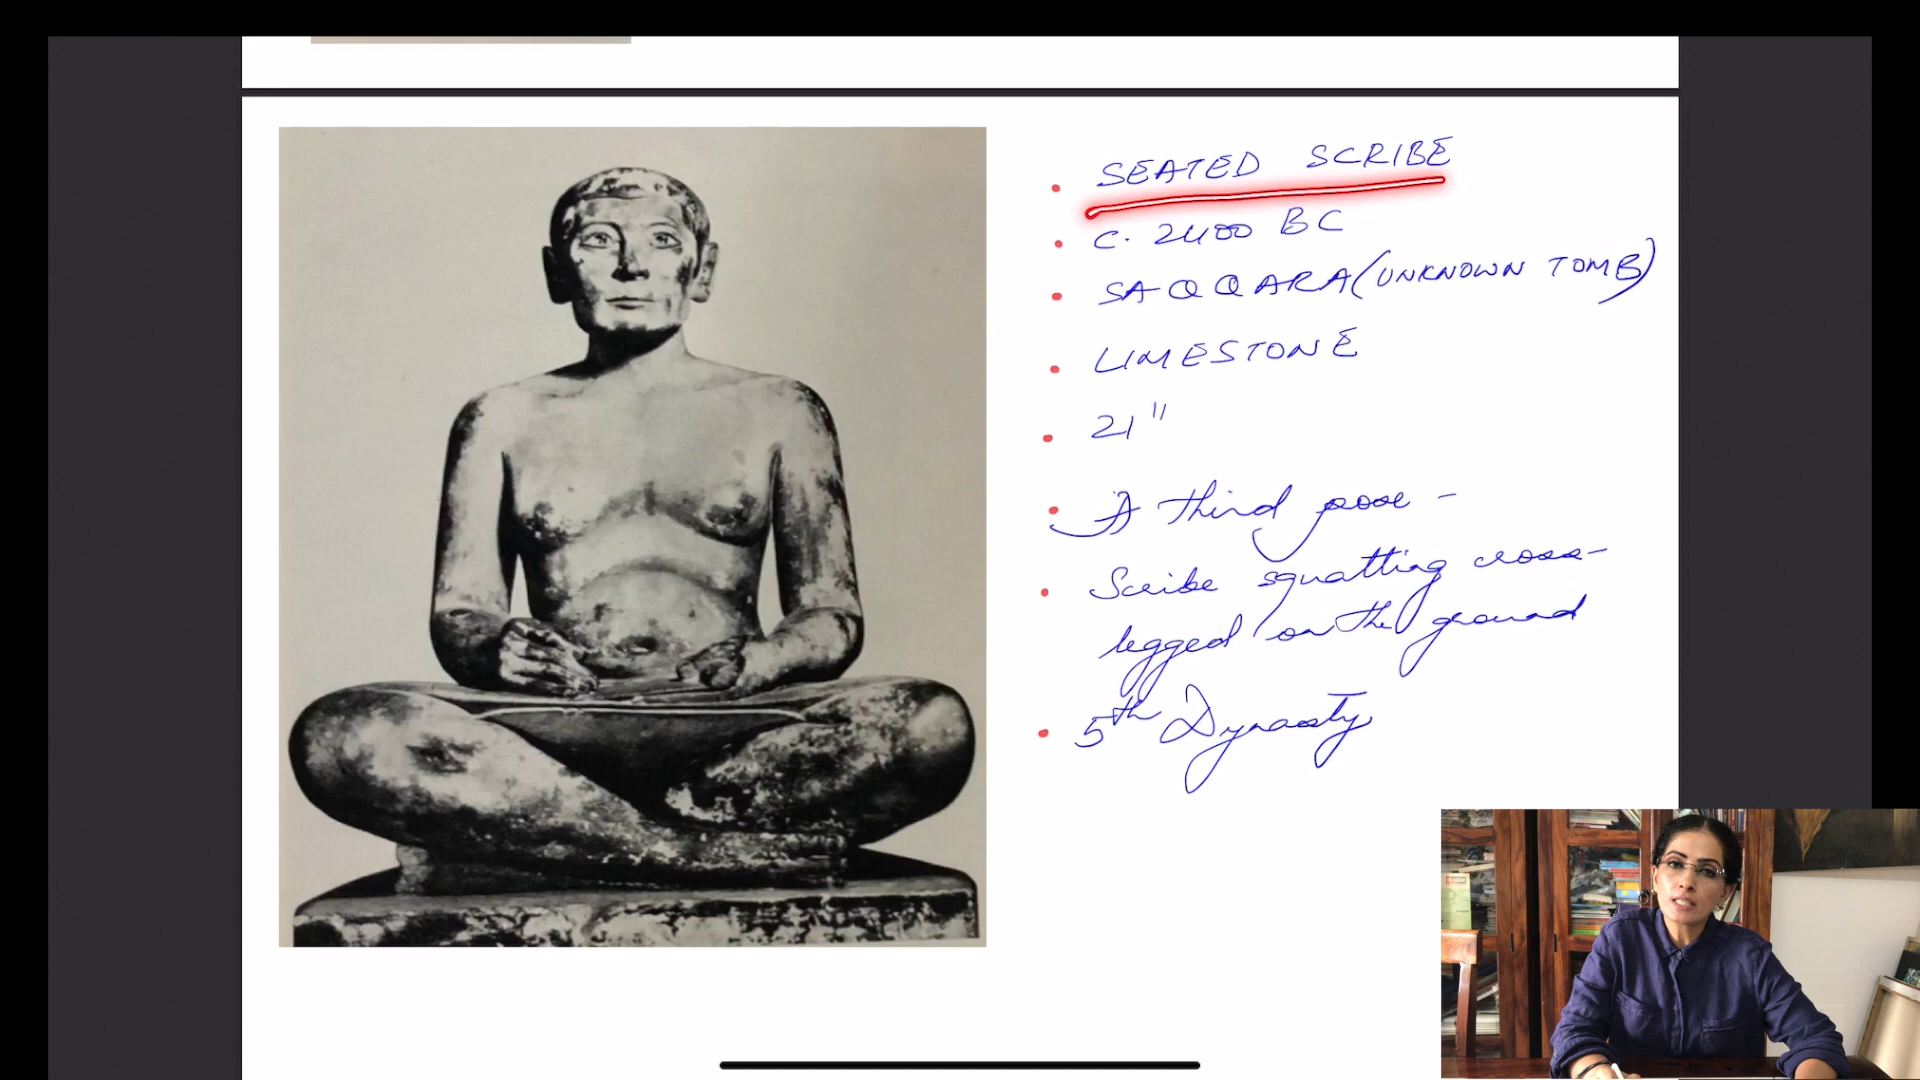 SEATED SCRIBE
C. 2400 BC
SAQQARA (UNKNOWN TOMB)
LIMESTONE
21"
A third pose -
Scribe squatting cross-
legged on the ground
5th Dynasty